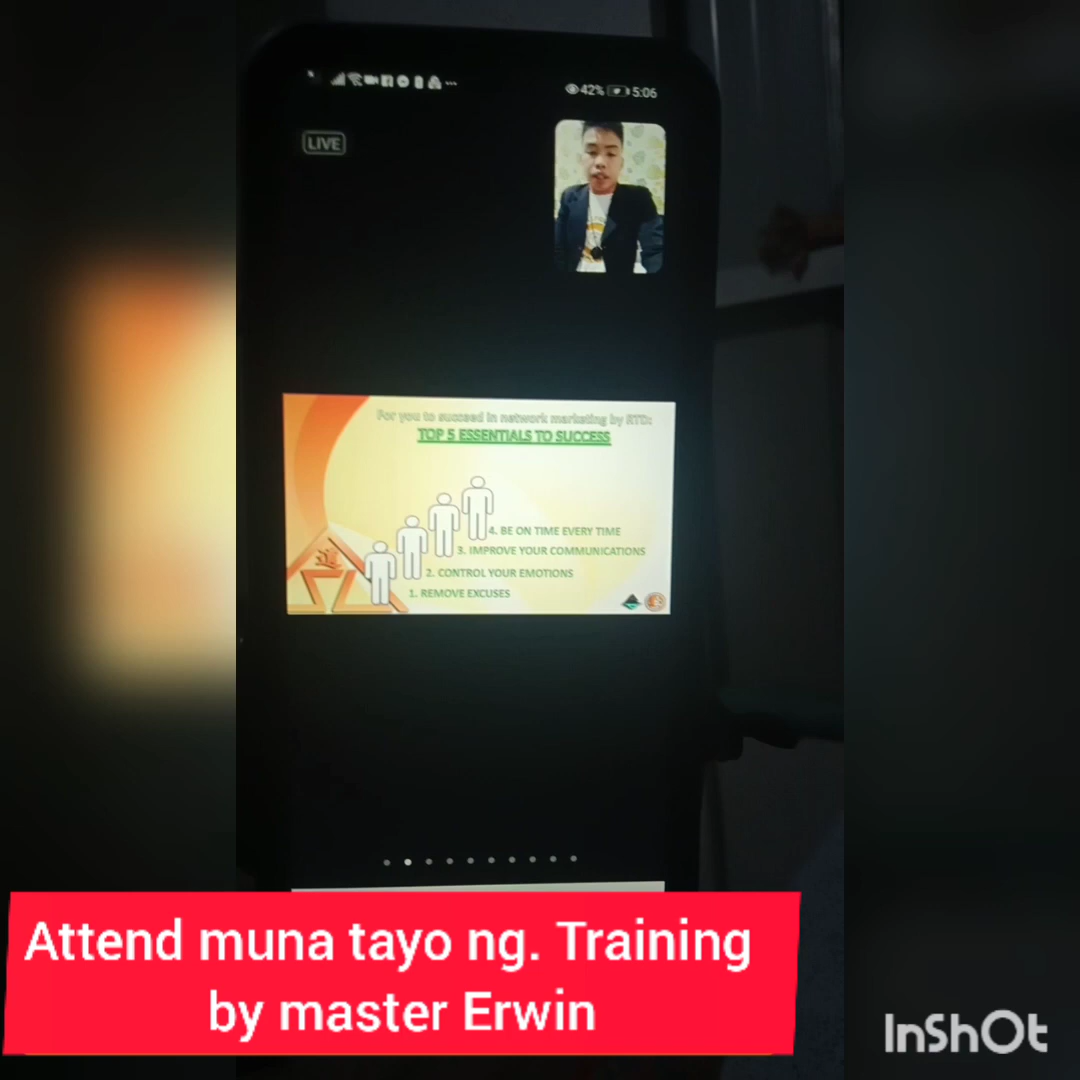 42% 5:06
LIVE
For you to succeed in network marketing by RTD:
TOP 5 ESSENTIALS TO SUCCESS
4. BE ON TIME EVERY TIME
3. IMPROVE YOUR COMMUNICATIONS
2. CONTROL YOUR EMOTIONS
1. REMOVE EXCUSES
Attend muna tayo ng. Training
by master Erwin
InShOt